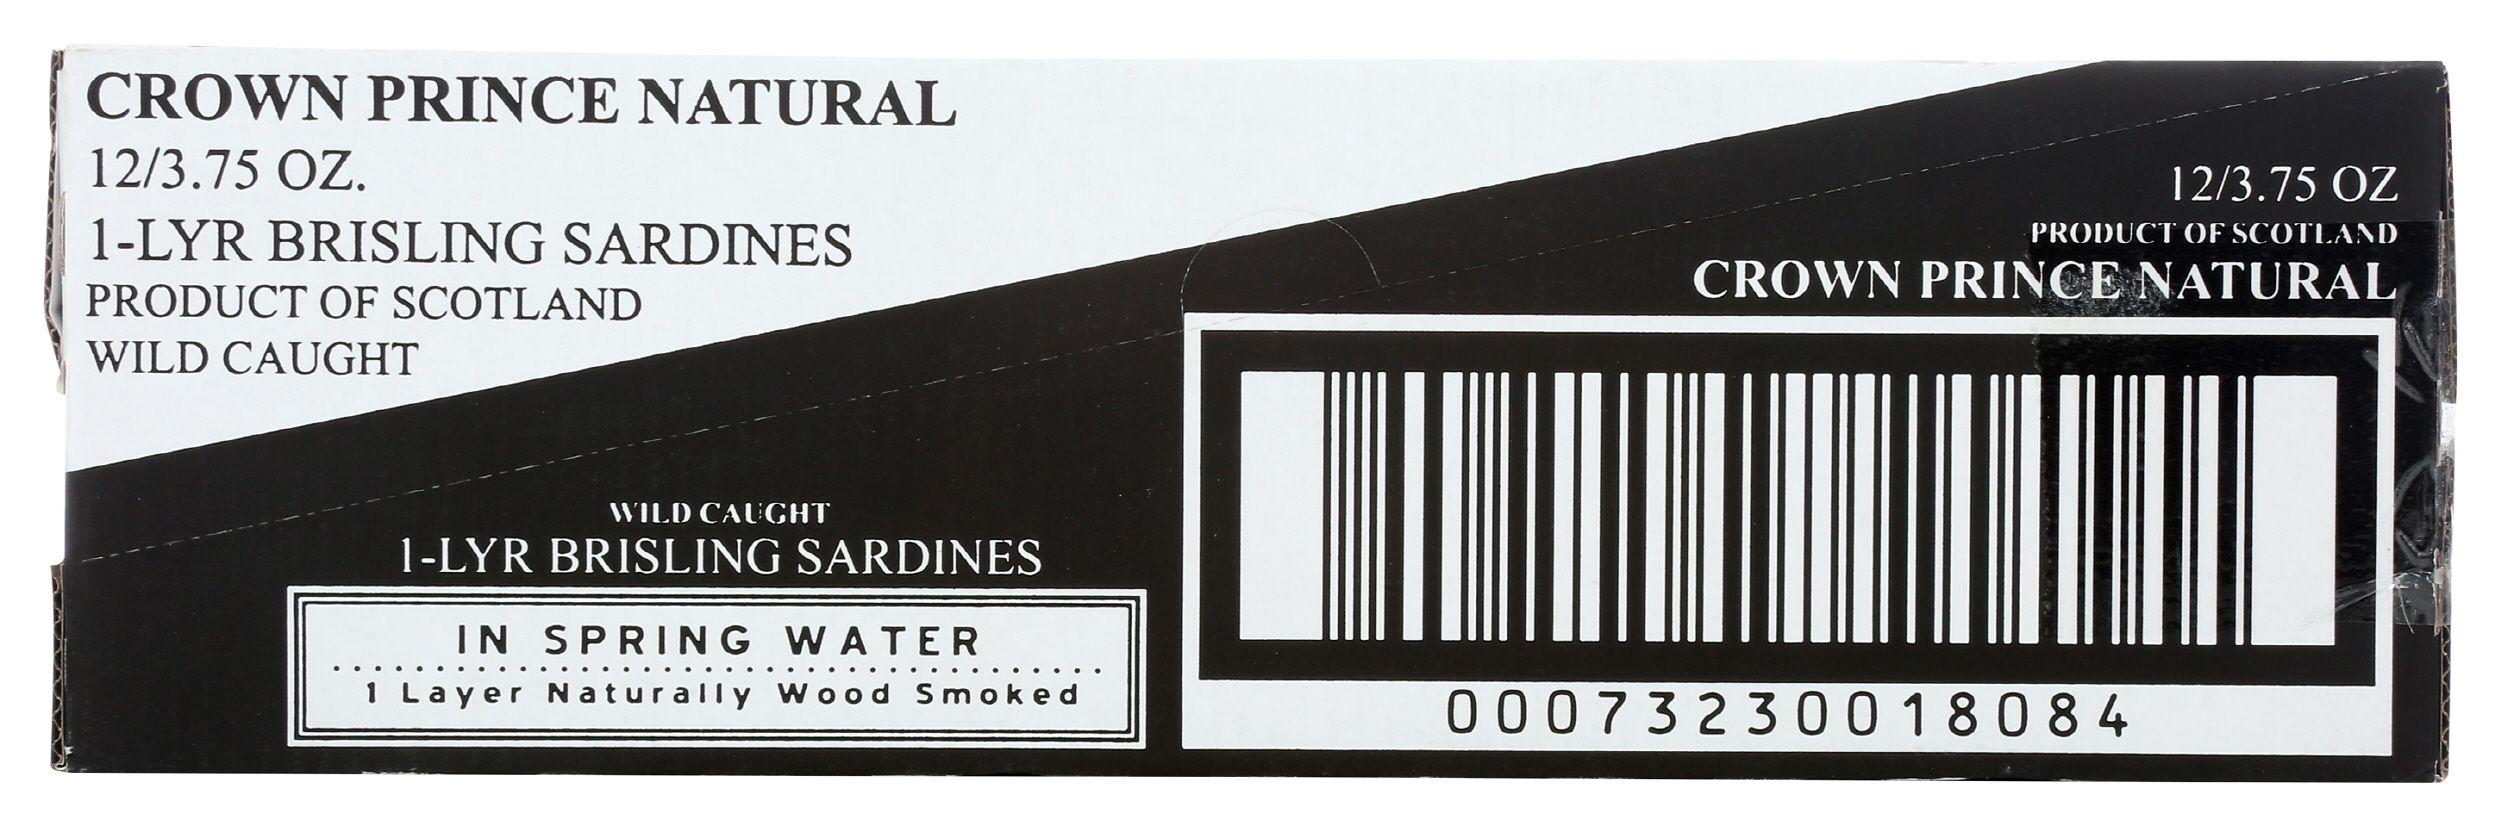 CROWN PRINCE NATURAL
12/3.75 OZ.
1-LYR BRISLING SARDINES
PRODUCT OF SCOTLAND
WILD CAUGHT
12/3.75 OZ
PRODUCT OF SCOTLAND
CROWN PRINCE NATURAL
WILD CAUGHT
1-LYR BRISLING SARDINES
IN SPRING WATER
1 Layer Naturally Wood Smoked
00073230018084